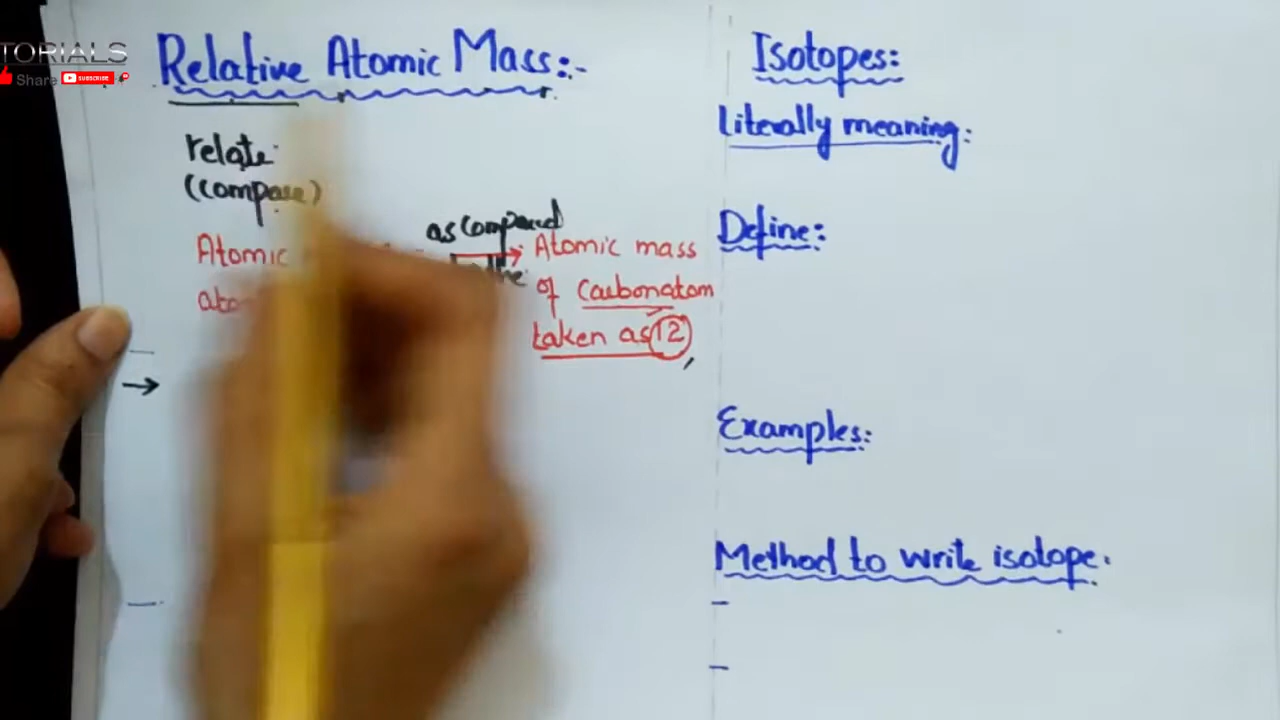 TORIALS
Share SUBSCRIBE
Relative Atomic Mass:-
relate
(compare)
Atomic
as compared
Atomic mass
of Carbon atom
taken as 12
Isotopes:
Literally meaning:
Define:
Examples:
Method to write isotope.